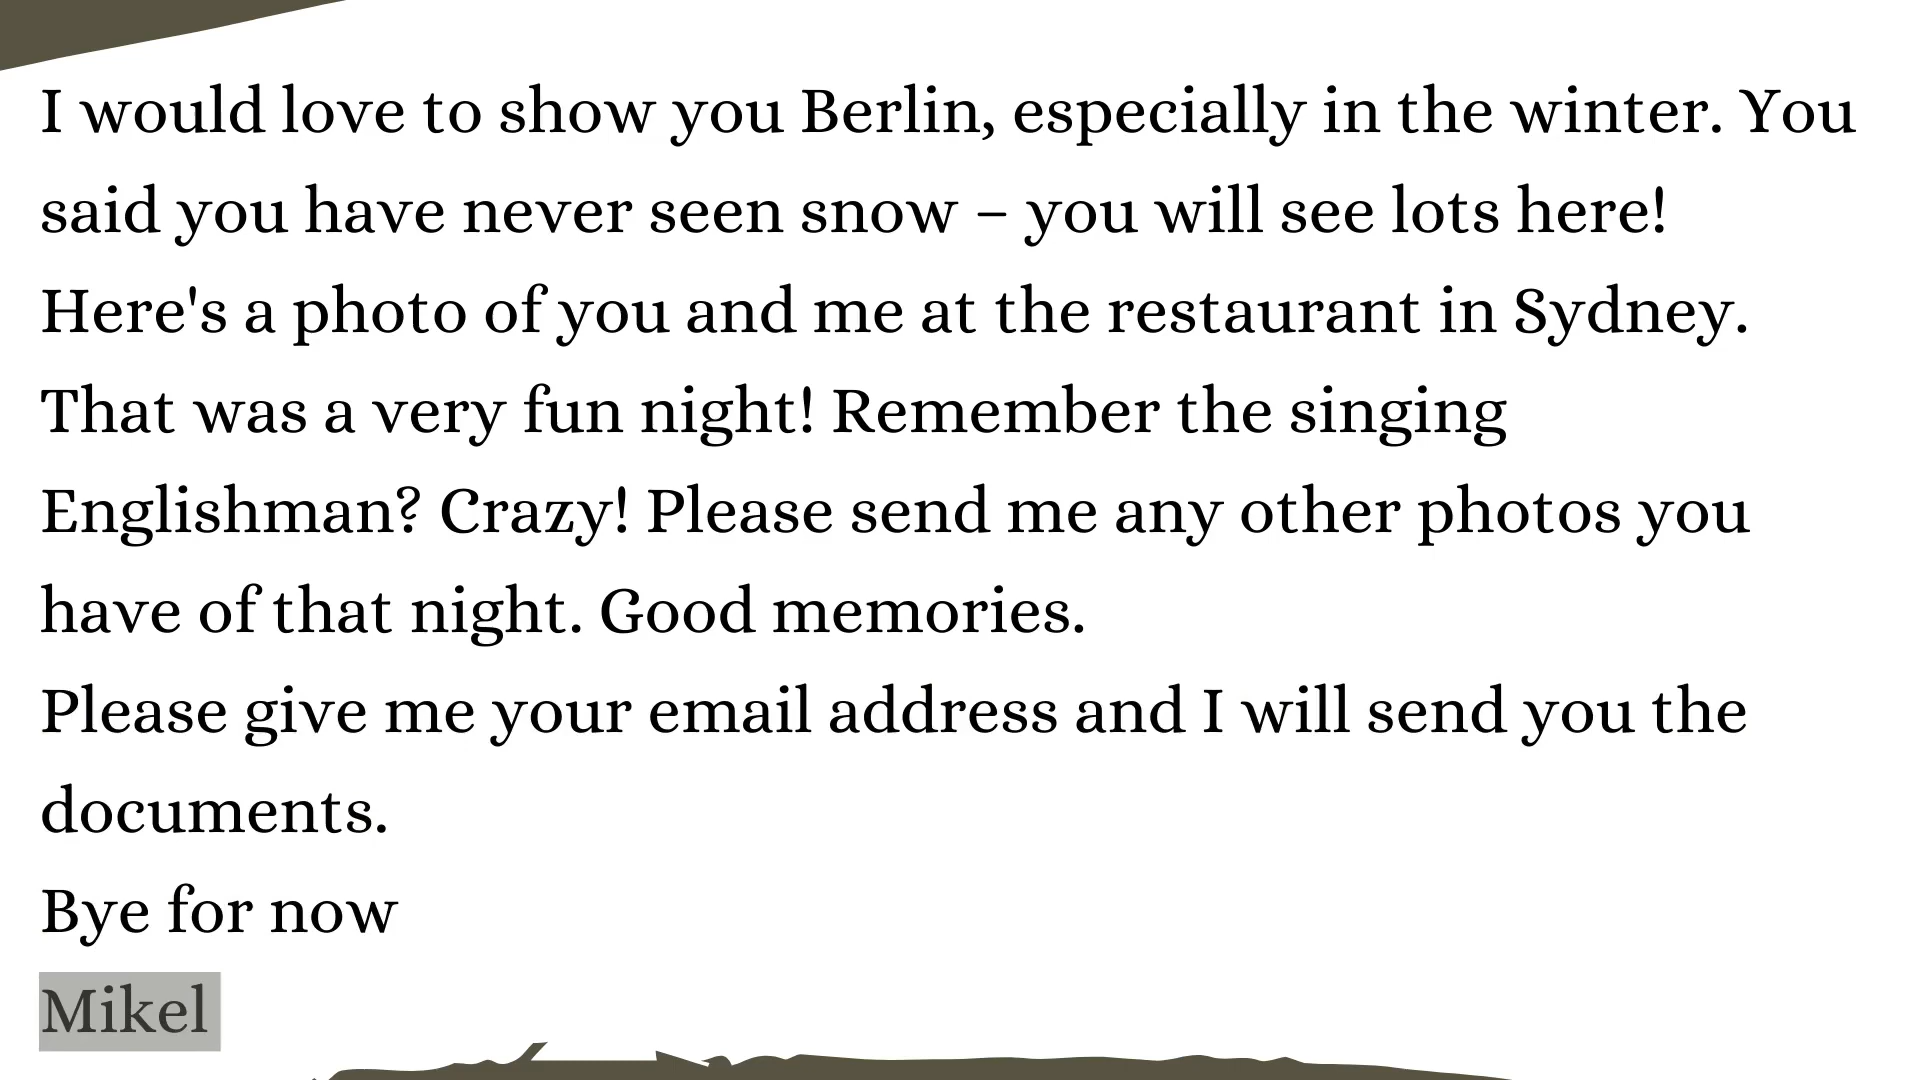 I would love to show you Berlin, especially in the winter. You
said you have never seen snow – you will see lots here!
Here's a photo of you and me at the restaurant in Sydney.
That was a very fun night! Remember the singing
Englishman? Crazy! Please send me any other photos you
have of that night. Good memories.
Please give me your email address and I will send you the
documents.
Bye for now
Mikel